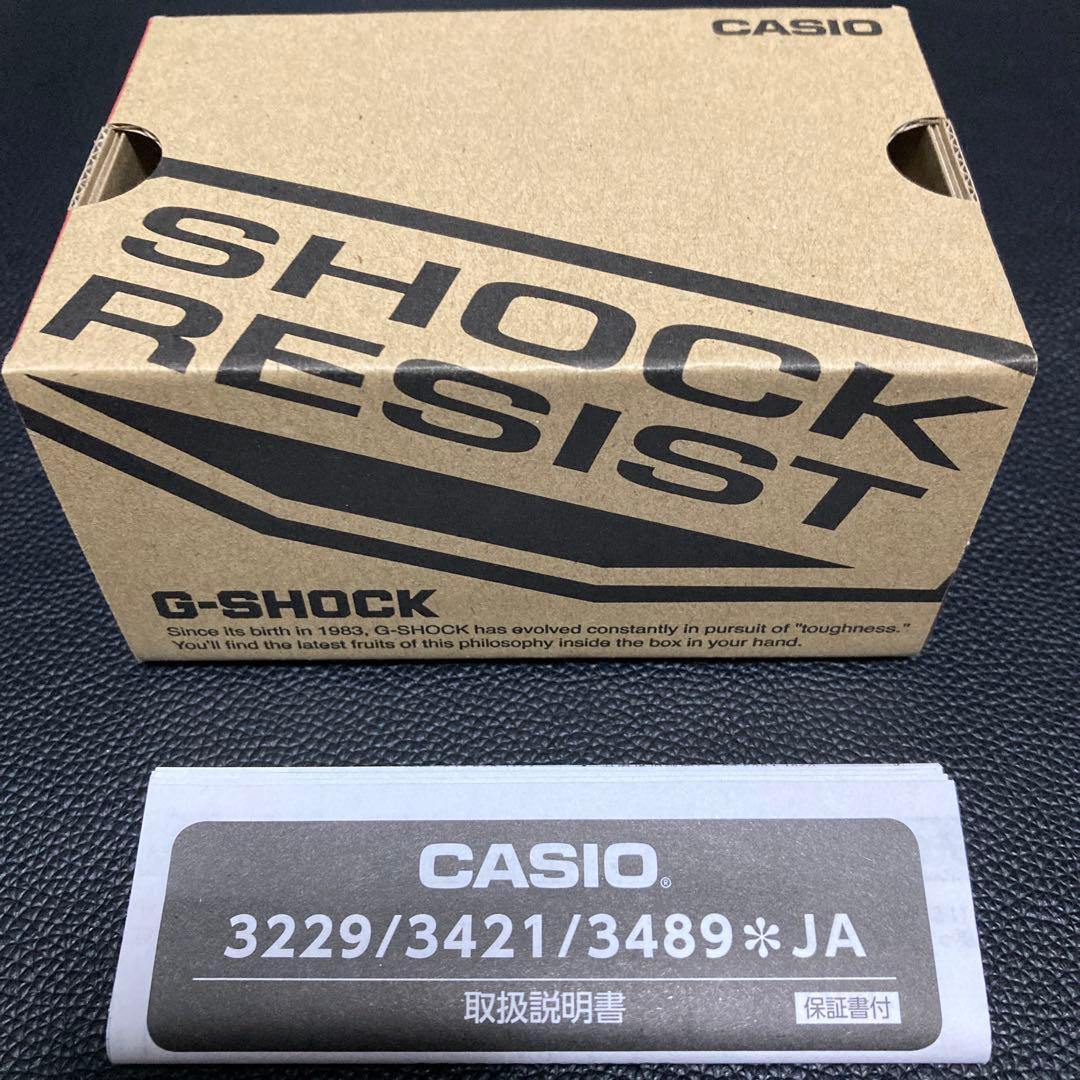 CASIO
SHOCK
RESIST
G-SHOCK
Since its birth in 1983, G-SHOCK has evolved constantly in pursuit of "toughness."
You'll find the latest fruits of this philosophy inside the box in your hand.
CASIO®
3229/3421/3489＊JA
取扱説明書
保証書付